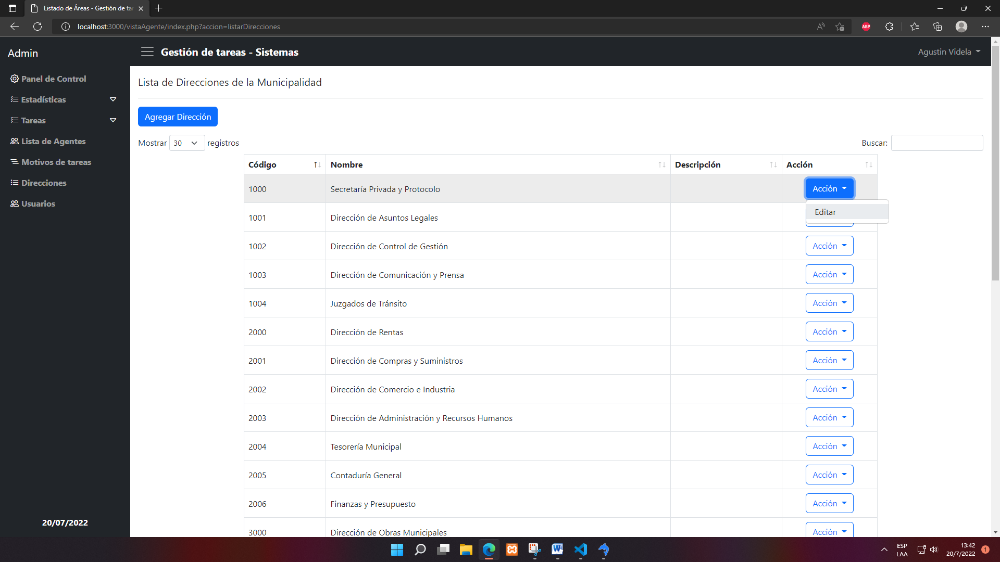 Listado de Áreas - Gestión de tar
localhost:3000/vistaAgente/index.php?accion=listarDirecciones
ABP
Admin
Gestión de tareas - Sistemas
Agustin Videla
Panel de Control
Estadísticas
Tareas
Lista de Agentes
Motivos de tareas
Direcciones
Usuarios
20/07/2022
Lista de Direcciones de la Municipalidad
Agregar Dirección
Mostrar 30 registros
Buscar:
Código Nombre Descripción Acción
1000 Secretaría Privada y Protocolo Acción
Editar
1001 Dirección de Asuntos Legales
1002 Dirección de Control de Gestión Acción
1003 Dirección de Comunicación y Prensa Acción
1004 Juzgados de Tránsito Acción
2000 Dirección de Rentas Acción
2001 Dirección de Compras y Suministros Acción
2002 Dirección de Comercio e Industria Acción
2003 Dirección de Administración y Recursos Humanos Acción
2004 Tesorería Municipal Acción
2005 Contaduría General Acción
2006 Finanzas y Presupuesto Acción
3000 Dirección de Obras Municipales Acción
ESP
LAA
13:42
20/7/2022
1